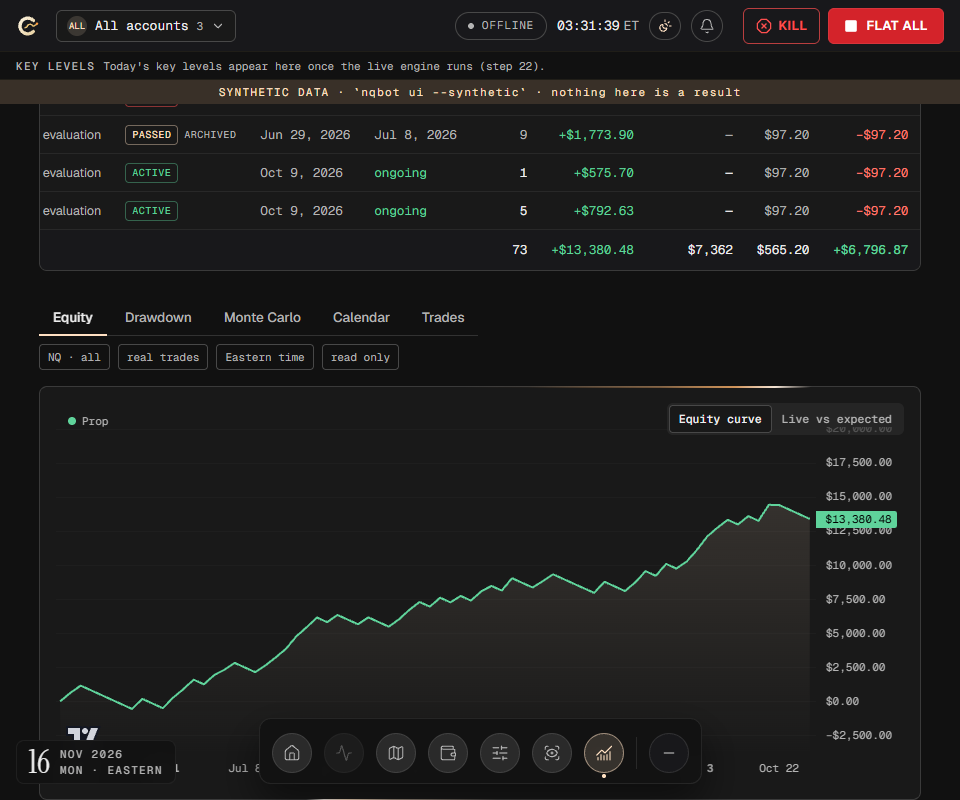 ALL All accounts 3 OFFLINE 03:31:39 ET KILL FLAT ALL
KEY LEVELS Today's key levels appear here once the live engine runs (step 22).
SYNTHETIC DATA · `nqbot ui --synthetic` · nothing here is a result
evaluation PASSED ARCHIVED Jun 29, 2026 Jul 8, 2026 9 +$1,773.90 — $97.20 −$97.20
evaluation ACTIVE Oct 9, 2026 ongoing 1 +$575.70 — $97.20 −$97.20
evaluation ACTIVE Oct 9, 2026 ongoing 5 +$792.63 — $97.20 −$97.20
73 +$13,380.48 $7,362 $565.20 +$6,796.87
Equity Drawdown Monte Carlo Calendar Trades
NQ · all real trades Eastern time read only
Prop Equity curve Live vs expected
$20,000.00
$17,500.00
$15,000.00
$13,380.48
$12,500.00
$10,000.00
$7,500.00
$5,000.00
$2,500.00
$0.00
−$2,500.00
16 NOV 2026
MON · EASTERN
Jul 8 Oct 22